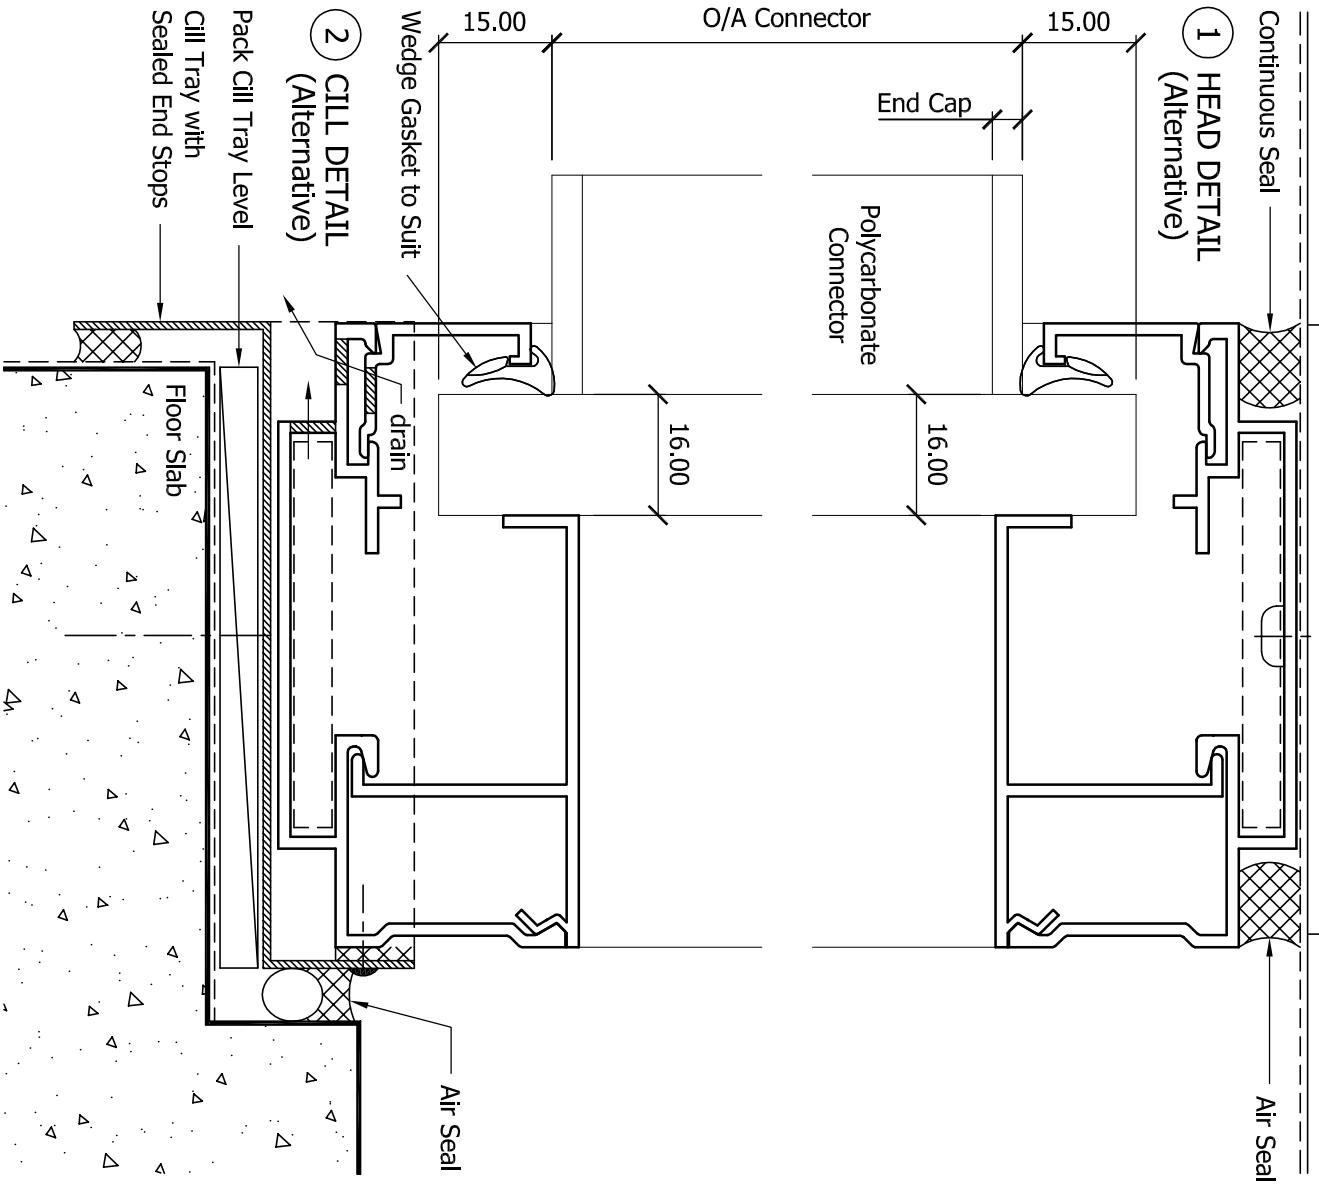 1 HEAD DETAIL
(Alternative)
Continuous Seal
Air Seal
15.00
O/A Connector
15.00
End Cap
Polycarbonate
Connector
16.00
16.00
Wedge Gasket to Suit
2 CILL DETAIL
(Alternative)
drain
Pack Cill Tray Level
Cill Tray with
Sealed End Stops
Floor Slab
Air Seal